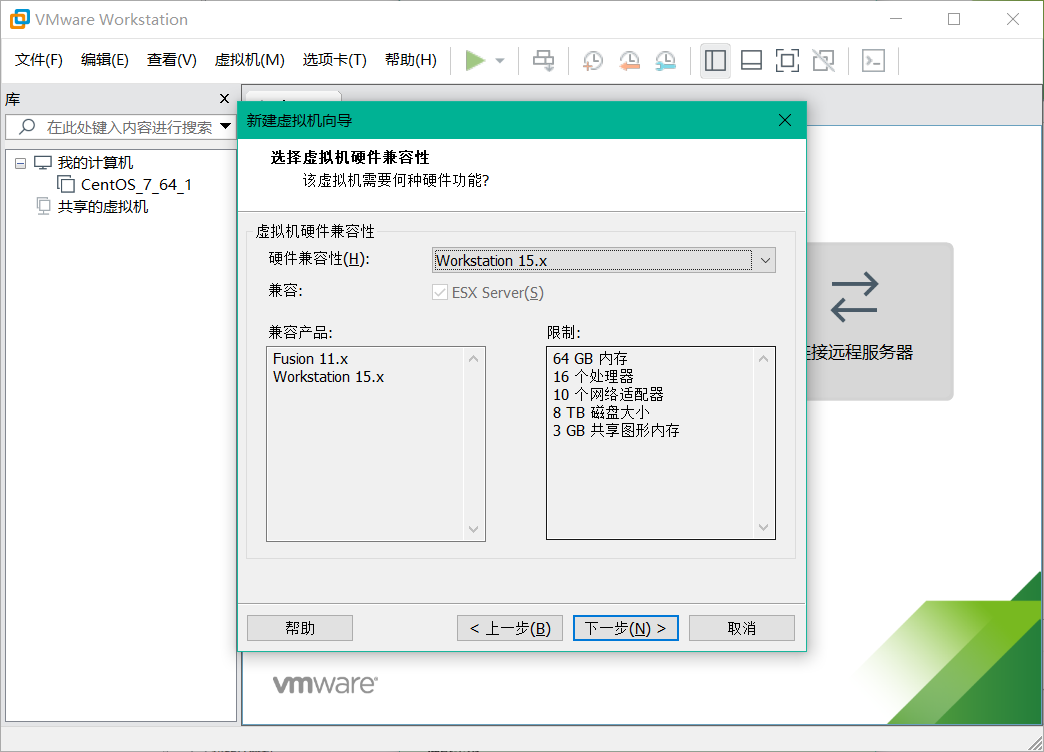 VMware Workstation
文件(F) 编辑(E) 查看(V) 虚拟机(M) 选项卡(T) 帮助(H)
库
在此处键入内容进行搜索
我的计算机
CentOS_7_64_1
共享的虚拟机
新建虚拟机向导
选择虚拟机硬件兼容性
该虚拟机需要何种硬件功能?
虚拟机硬件兼容性
硬件兼容性(H): Workstation 15.x
兼容: ESX Server(S)
兼容产品:
Fusion 11.x
Workstation 15.x
限制:
64 GB 内存
16 个处理器
10 个网络适配器
8 TB 磁盘大小
3 GB 共享图形内存
接远程服务器
帮助 < 上一步(B) 下一步(N) > 取消
vmware